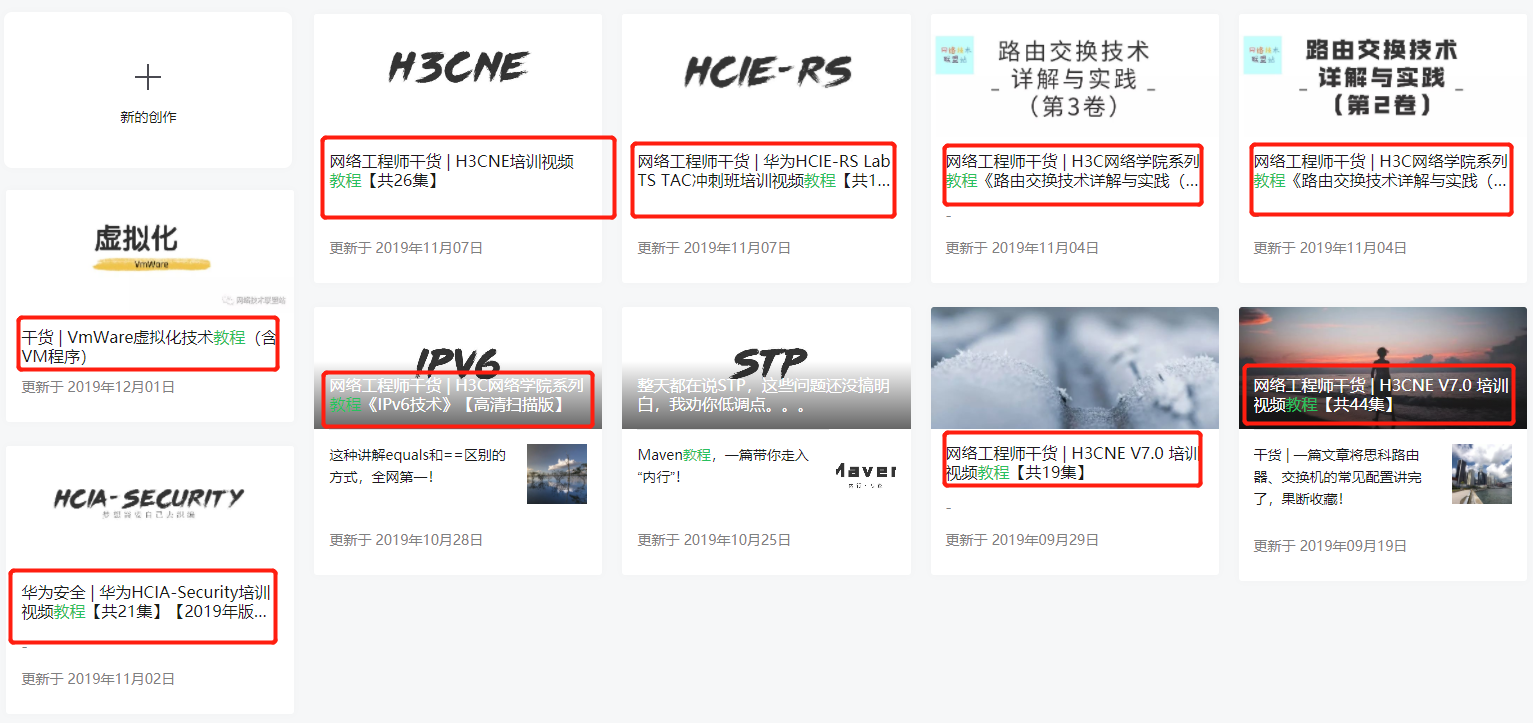 新的创作
H3CNE
网络工程师干货 | H3CNE培训视频
教程【共26集】
更新于 2019年11月07日
HCIE-RS
网络工程师干货 | 华为HCIE-RS Lab
TS TAC冲刺班培训视频教程【共1...
更新于 2019年11月07日
网络技术
联盟站
路由交换技术
详解与实践
（第3卷）
网络工程师干货 | H3C网络学院系列
教程《路由交换技术详解与实践（...
-
更新于 2019年11月04日
网络技术
联盟站
路由交换技术
详解与实践
（第2卷）
网络工程师干货 | H3C网络学院系列
教程《路由交换技术详解与实践（...
更新于 2019年11月04日
虚拟化
VmWare
网络技术联盟站
干货 | VmWare虚拟化技术教程（含
VM程序）
更新于 2019年12月01日
IPV6
网络工程师干货 | H3C网络学院系列
教程《IPv6技术》【高清扫描版】
这种讲解equals和==区别的
方式，全网第一！
更新于 2019年10月28日
STP
整天都在说STP，这些问题还没搞明
白，我劝你低调点。。。
Maven教程，一篇带你走入
“内行”！
Maven
更新于 2019年10月25日
网络工程师干货 | H3CNE V7.0 培训
视频教程【共19集】
-
更新于 2019年09月29日
网络工程师干货 | H3CNE V7.0 培训
视频教程【共44集】
干货 | 一篇文章将思科路由
器、交换机的常见配置讲完
了，果断收藏！
更新于 2019年09月19日
HCIA-SECURITY
华为安全 | 华为HCIA-Security培训
视频教程【共21集】【2019年版...
-
更新于 2019年11月02日